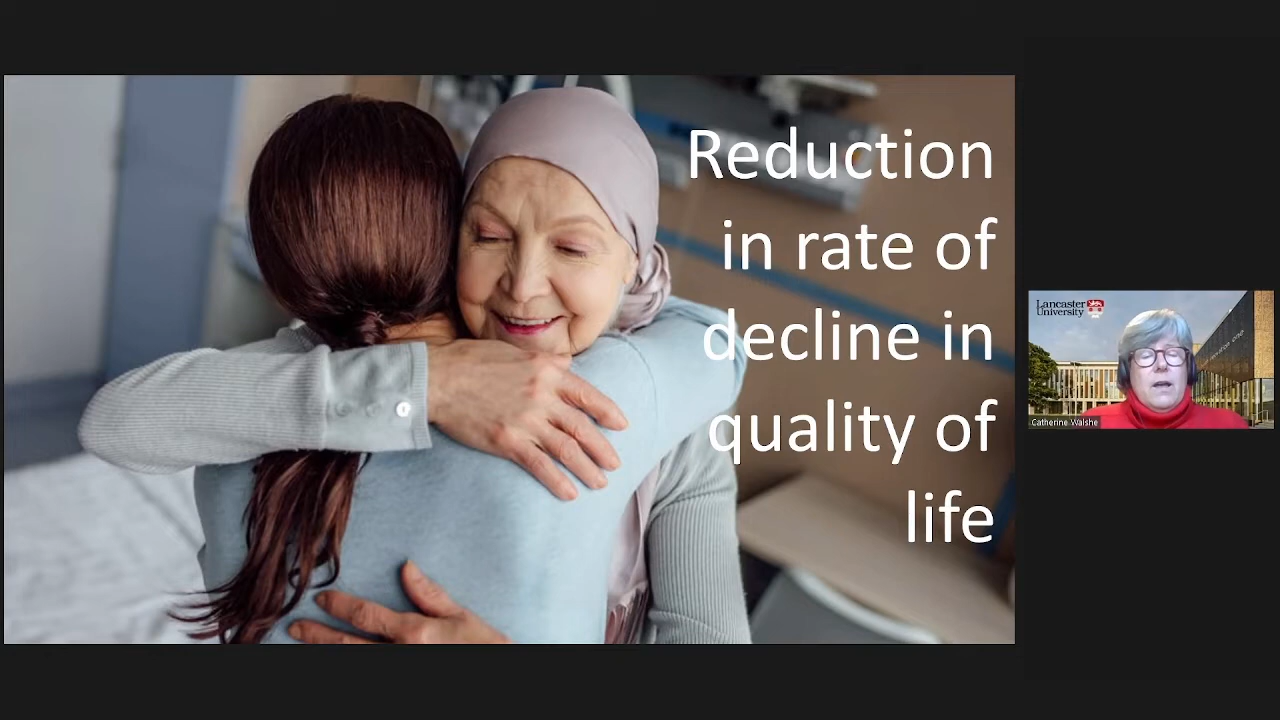 Reduction
in rate of
decline in
quality of
life
Lancaster
University
Catherine Walshe